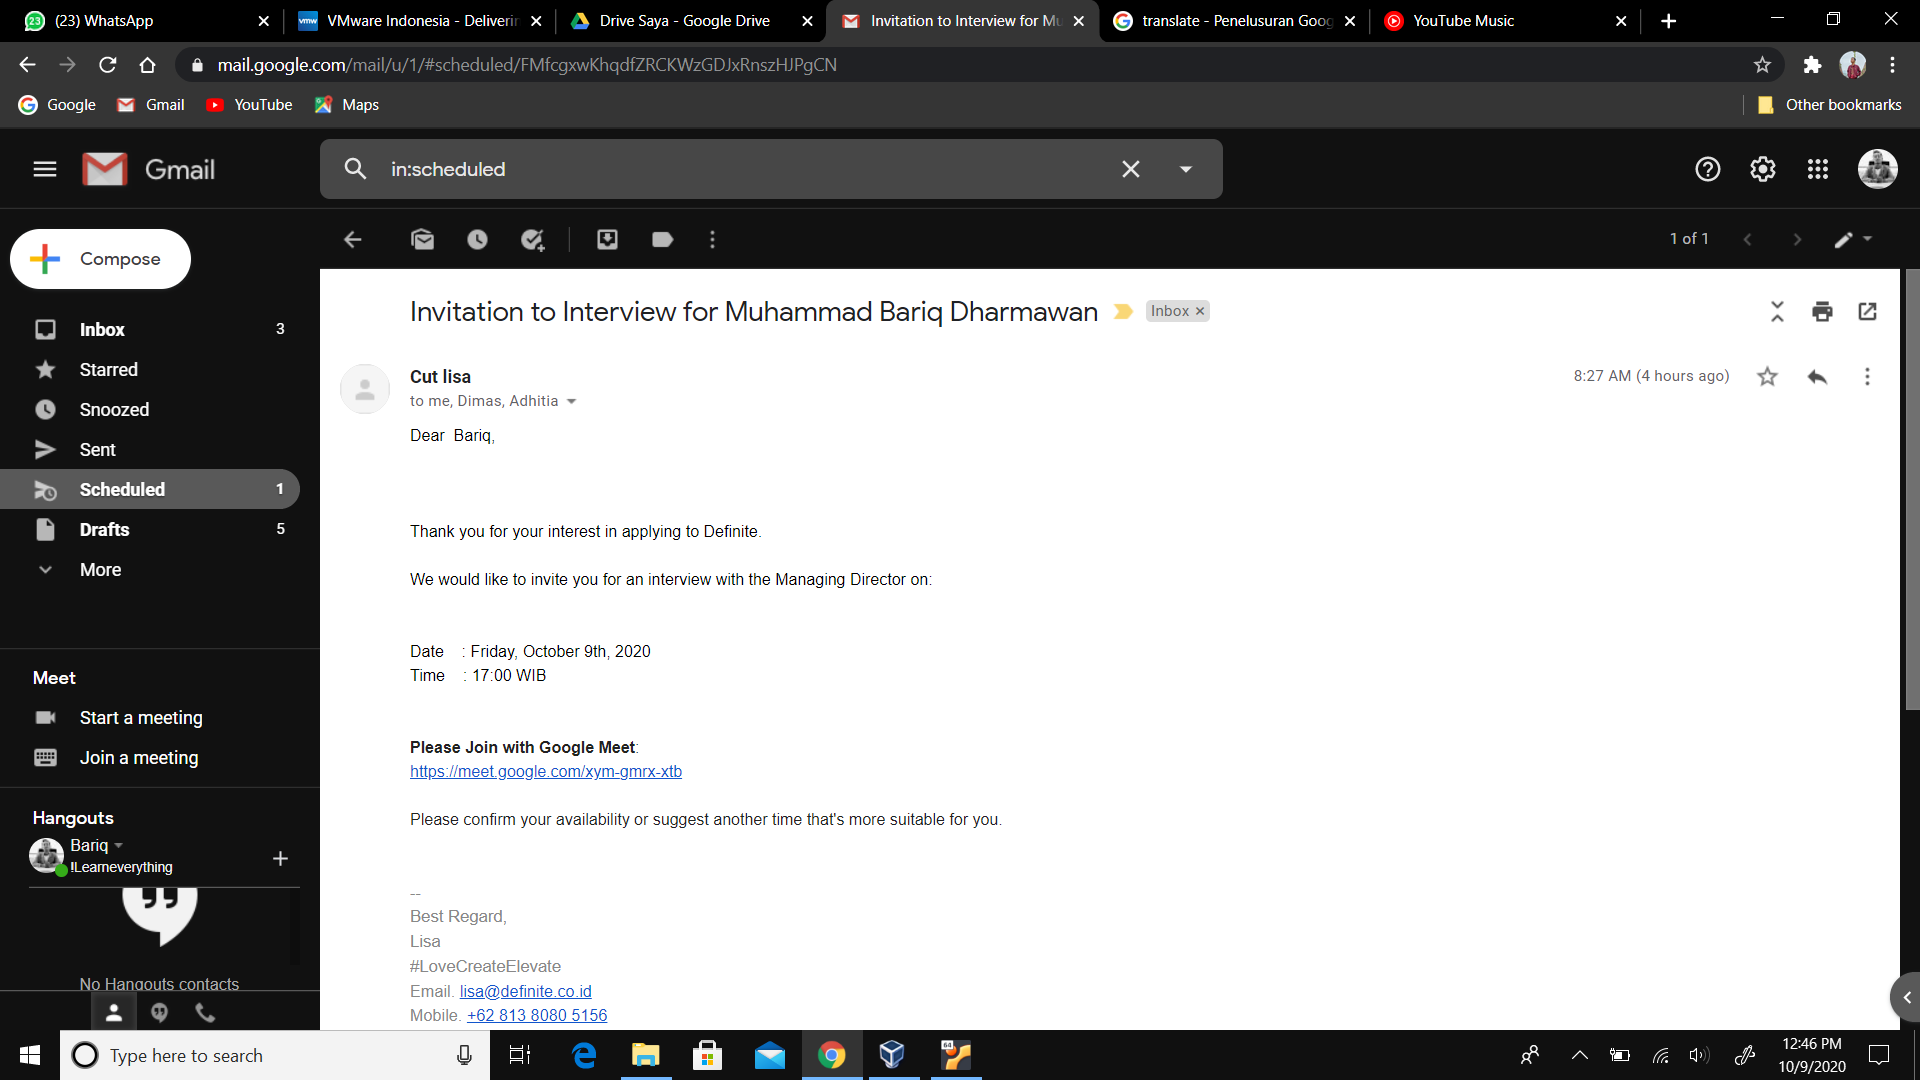 (23) WhatsApp
VMware Indonesia - Deliverin
Drive Saya - Google Drive
Invitation to Interview for Mu
translate - Penelusuran Goog
YouTube Music
mail.google.com/mail/u/1/#scheduled/FMfcgxwKhqdfZRCKWzGDJxRnszHJPgCN
Google
Gmail
YouTube
Maps
Other bookmarks
Gmail
in:scheduled
Compose
1 of 1
Inbox 3
Starred
Snoozed
Sent
Scheduled 1
Drafts 5
More
Meet
Start a meeting
Join a meeting
Hangouts
Bariq
!Learneverything
No Hangouts contacts
Invitation to Interview for Muhammad Bariq Dharmawan
Inbox
Cut lisa
8:27 AM (4 hours ago)
to me, Dimas, Adhitia
Dear Bariq,
Thank you for your interest in applying to Definite.
We would like to invite you for an interview with the Managing Director on:
Date : Friday, October 9th, 2020
Time : 17:00 WIB
Please Join with Google Meet:
https://meet.google.com/xym-gmrx-xtb
Please confirm your availability or suggest another time that's more suitable for you.
--
Best Regard,
Lisa
#LoveCreateElevate
Email. lisa@definite.co.id
Mobile. +62 813 8080 5156
Type here to search
64
12:46 PM
10/9/2020